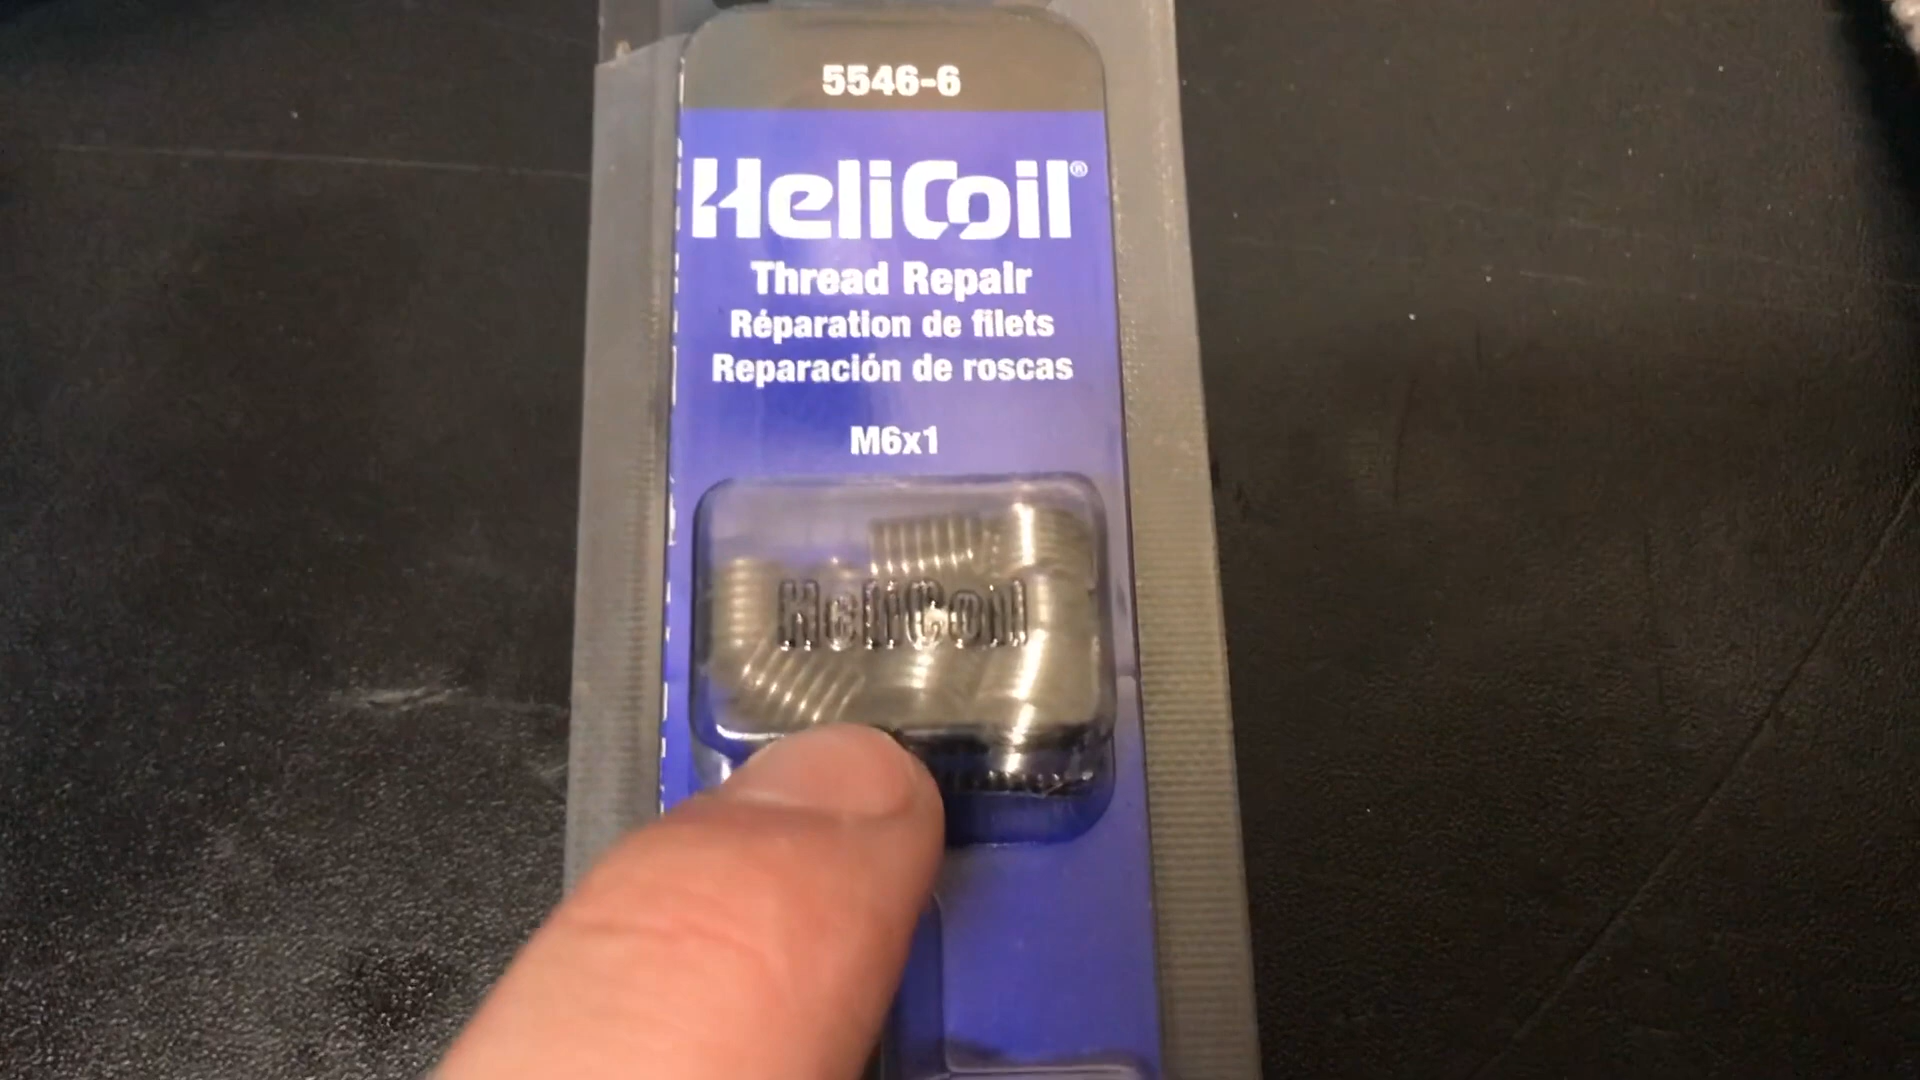 5546-6
HeliCoil®
Thread Repair
Réparation de filets
Reparación de roscas
M6x1
HeliCoil